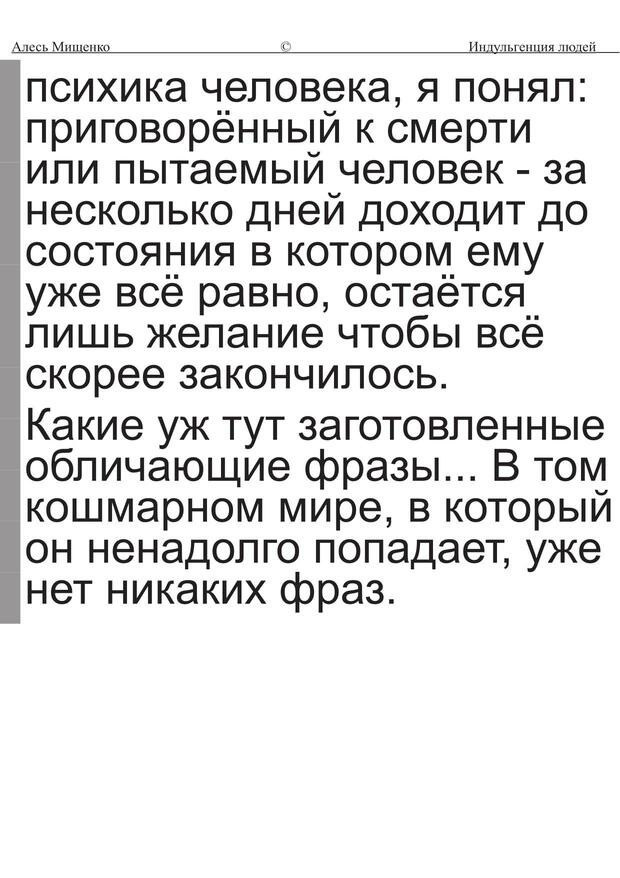 Алесь Мищенко © Индульгенция людей
психика человека, я понял:
приговорённый к смерти
или пытаемый человек - за
несколько дней доходит до
состояния в котором ему
уже всё равно, остаётся
лишь желание чтобы всё
скорее закончилось.
Какие уж тут заготовленные
обличающие фразы... В том
кошмарном мире, в который
он ненадолго попадает, уже
нет никаких фраз.